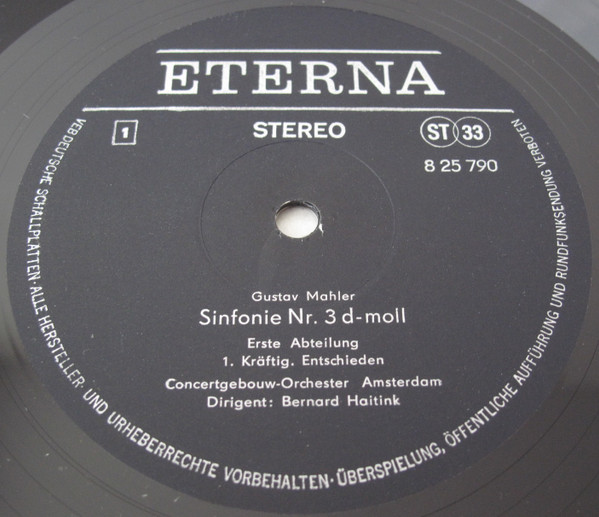 ETERNA
1
STEREO
ST 33
8 25 790
Gustav Mahler
Sinfonie Nr. 3 d-moll
Erste Abteilung
1. Kräftig. Entschieden
Concertgebouw-Orchester Amsterdam
Dirigent: Bernard Haitink
VEB DEUTSCHE SCHALLPLATTEN · ALLE HERSTELLER- UND URHEBERRECHTE VORBEHALTEN · ÜBERSPIELUNG, ÖFFENTLICHE AUFFÜHRUNG UND RUNDFUNKSENDUNG VERBOTEN